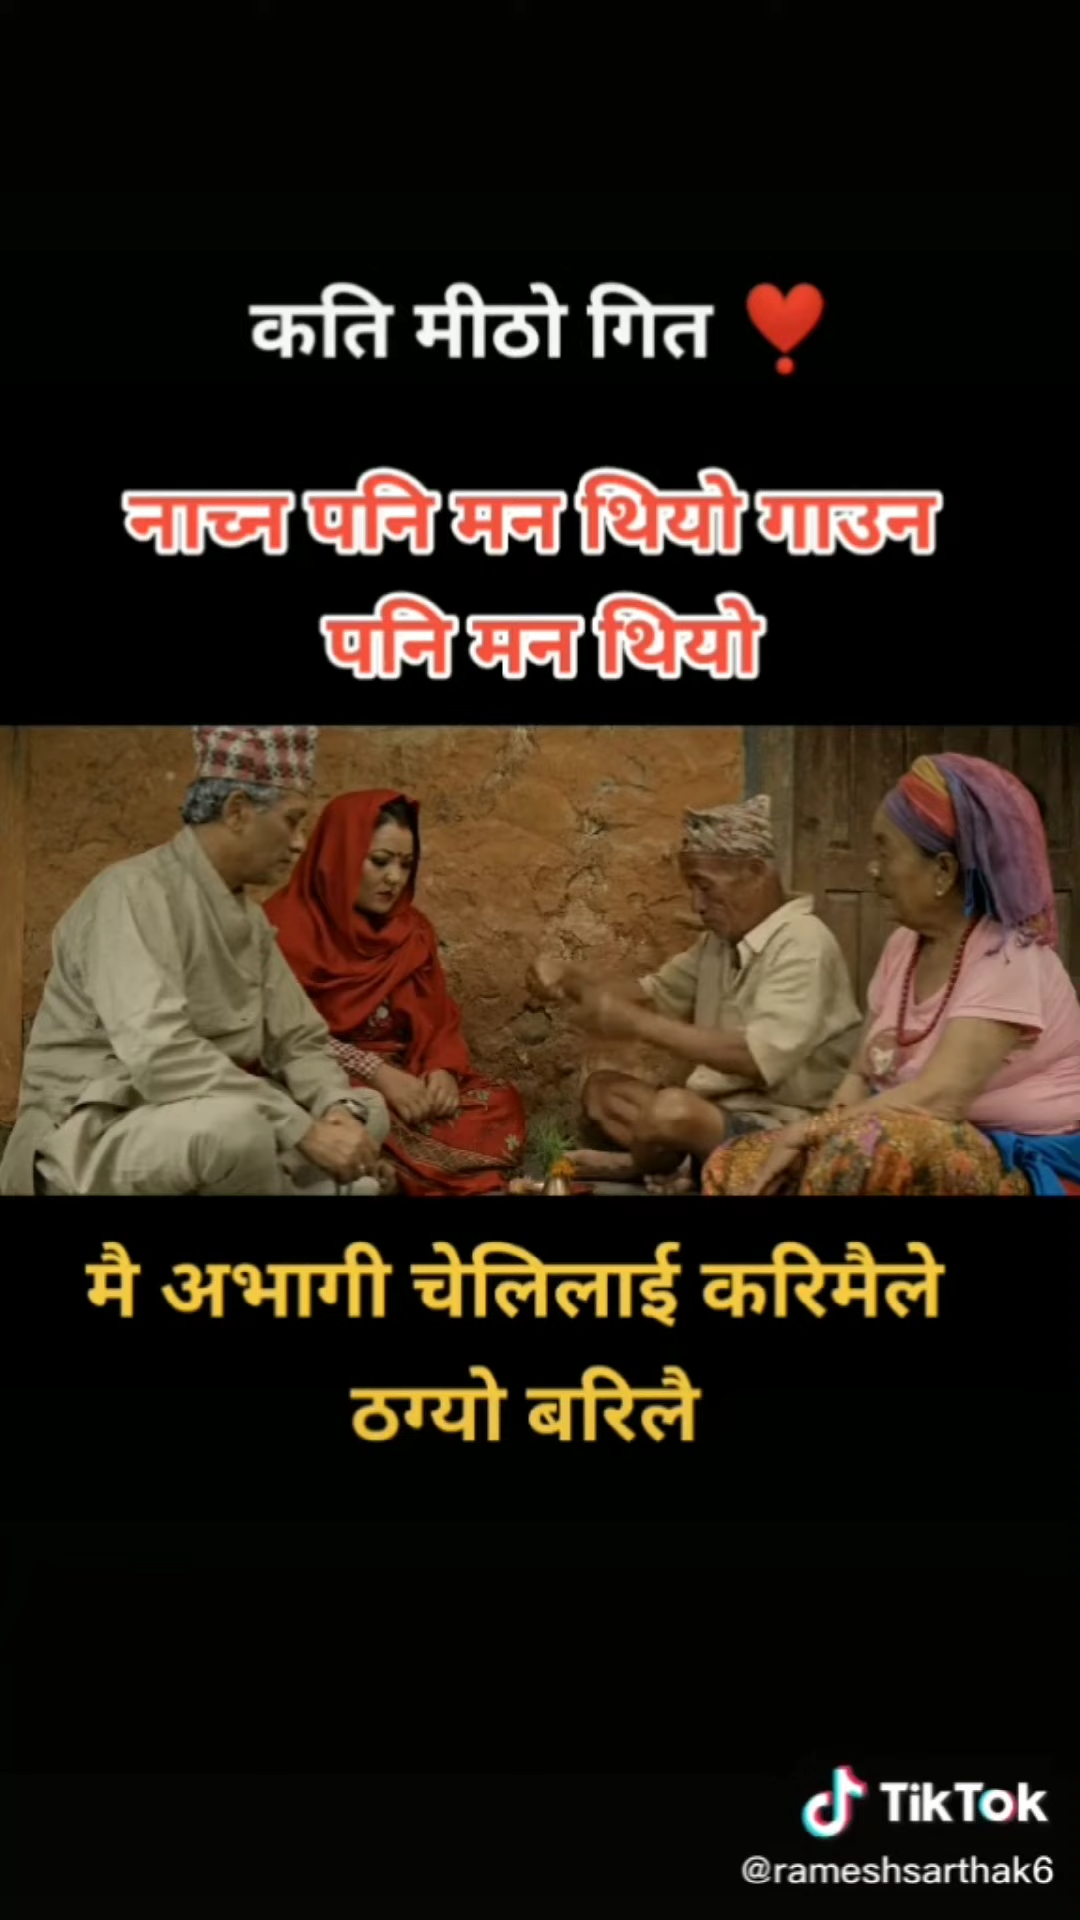 कति मीठो गित ❣️
नाच्न पनि मन थियो गाउन
पनि मन थियो
मै अभागी चेलिलाई करिमैले
ठग्यो बरिलै
TikTok
@rameshsarthak6